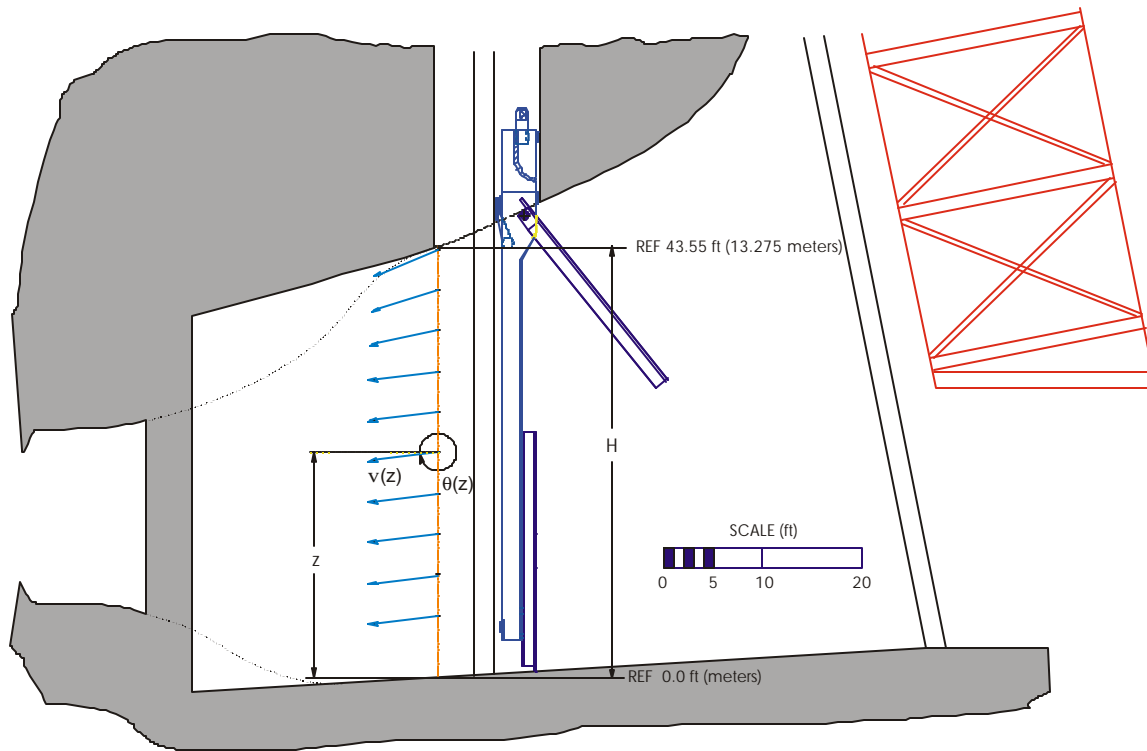 REF 43.55 ft (13.275 meters)
H
v(z)
θ(z)
z
SCALE (ft)
0 5 10 20
REF 0.0 ft (meters)